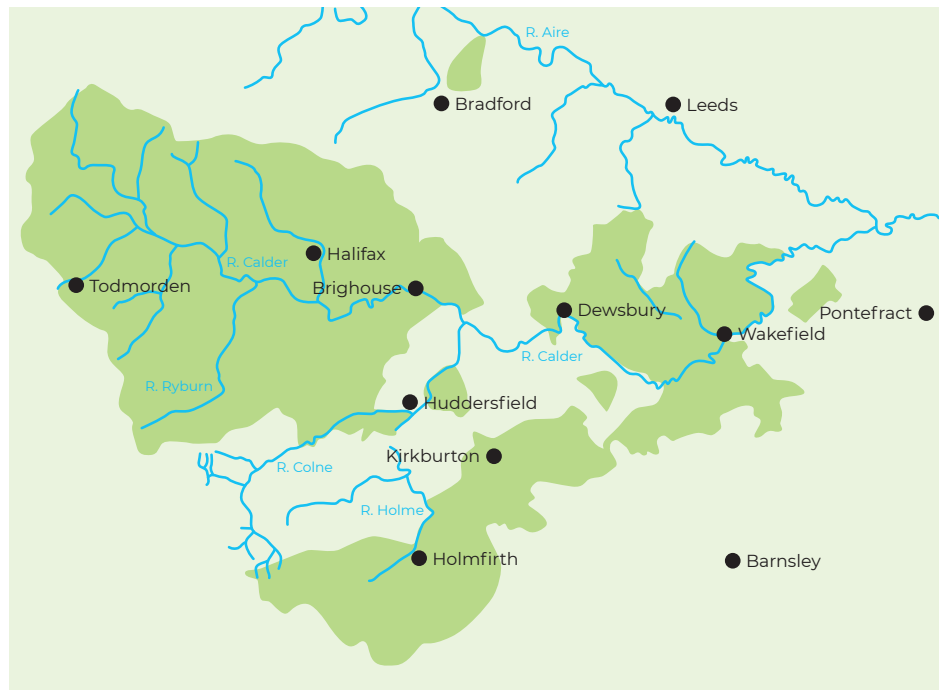 R. Aire
Bradford
Leeds
Halifax
R. Calder
Todmorden
Brighouse
Dewsbury
Pontefract
Wakefield
R. Calder
R. Ryburn
Huddersfield
Kirkburton
R. Colne
R. Holme
Holmfirth
Barnsley